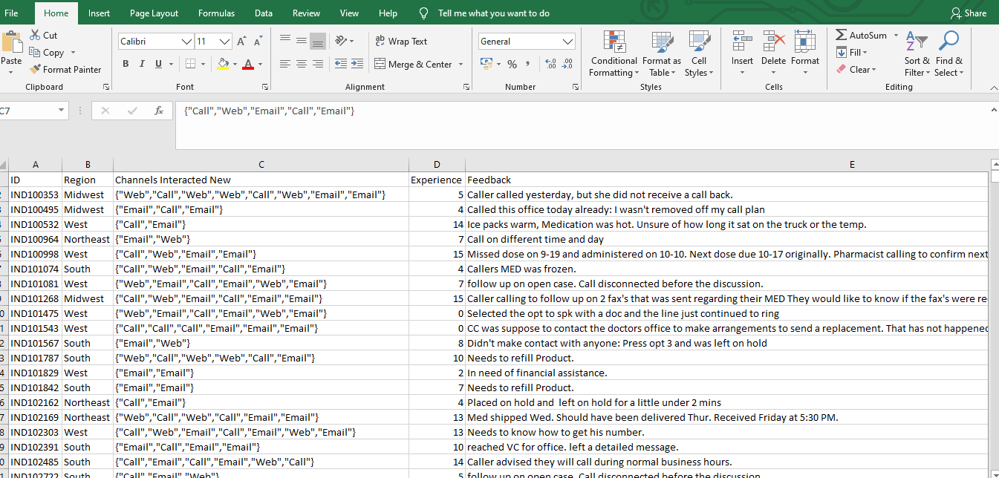 File Home Insert Page Layout Formulas Data Review View Help Tell me what you want to do Share
Cut
Copy
Format Painter
Paste
Clipboard
Calibri 11
B I U
Font
Wrap Text
Merge & Center
Alignment
General
Number
Conditional Formatting
Format as Table
Cell Styles
Styles
Insert Delete Format
Cells
AutoSum
Fill
Clear
Sort & Filter
Find & Select
Editing
C7 fx {"Call","Web","Email","Call","Email"}
A B C D E
ID Region Channels Interacted New Experience Feedback
IND100353 Midwest {"Web","Call","Web","Web","Call","Web","Email","Email"} 5 Caller called yesterday, but she did not receive a call back.
IND100495 Midwest {"Email","Call","Email"} 4 Called this office today already: I wasn't removed off my call plan
IND100532 West {"Call","Email"} 14 Ice packs warm, Medication was hot. Unsure of how long it sat on the truck or the temp.
IND100964 Northeast {"Email","Web"} 7 Call on different time and day
IND100998 West {"Call","Web","Email","Email"} 15 Missed dose on 9-19 and administered on 10-10. Next dose due 10-17 originally. Pharmacist calling to confirm next
IND101074 South {"Call","Web","Email","Call","Email"} 4 Callers MED was frozen.
IND101081 West {"Web","Email","Call","Email","Web","Email"} 7 follow up on open case. Call disconnected before the discussion.
IND101268 Midwest {"Call","Web","Email","Call","Email","Email"} 15 Caller calling to follow up on 2 fax's that was sent regarding their MED They would like to know if the fax's were re
IND101475 West {"Web","Email","Call","Email","Web","Email"} 0 Selected the opt to spk with a doc and the line just continued to ring
IND101543 West {"Call","Call","Call","Email","Email","Email"} 0 CC was suppose to contact the doctors office to make arrangements to send a replacement. That has not happened
IND101567 South {"Email","Web"} 8 Didn't make contact with anyone: Press opt 3 and was left on hold
IND101787 South {"Web","Call","Web","Web","Call","Email"} 10 Needs to refill Product.
IND101829 West {"Email","Email"} 2 In need of financial assistance.
IND101842 South {"Email","Email"} 7 Needs to refill Product.
IND102162 Northeast {"Call","Email"} 4 Placed on hold and  left on hold for a little under 2 mins
IND102169 Northeast {"Web","Call","Web","Call","Email","Email"} 13 Med shipped Wed. Should have been delivered Thur. Received Friday at 5:30 PM.
IND102303 West {"Call","Web","Email","Call","Email","Web","Email"} 13 Needs to know how to get his number.
IND102391 South {"Email","Call","Email","Email"} 10 reached VC for office. left a detailed message.
IND102485 South {"Call","Email","Call","Email","Web","Call"} 14 Caller advised they will call during normal business hours.
IND102722 South {"Call","Email","Web"} 5 follow up on open case. Call disconnected before the discussion